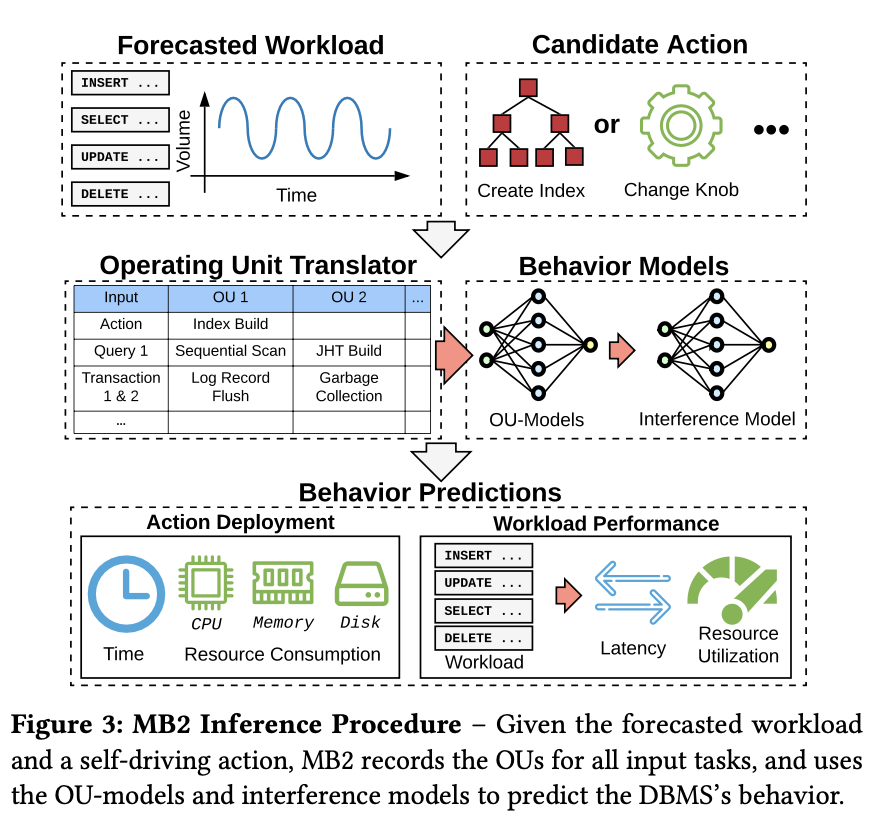 Forecasted Workload
INSERT ...
SELECT ...
UPDATE ...
DELETE ...
Volume
Time
Candidate Action
or
...
Create Index
Change Knob
Operating Unit Translator
Input OU 1 OU 2 ...
Action Index Build
Query 1 Sequential Scan JHT Build
Transaction Log Record Garbage
1 & 2 Flush Collection
...
Behavior Models
OU-Models
Interference Model
Behavior Predictions
Action Deployment
CPU Memory Disk
Time
Resource Consumption
Workload Performance
INSERT ...
UPDATE ...
SELECT ...
DELETE ...
Workload
Latency
Resource
Utilization
Figure 3: MB2 Inference Procedure – Given the forecasted workload
and a self-driving action, MB2 records the OUs for all input tasks, and uses
the OU-models and interference models to predict the DBMS's behavior.